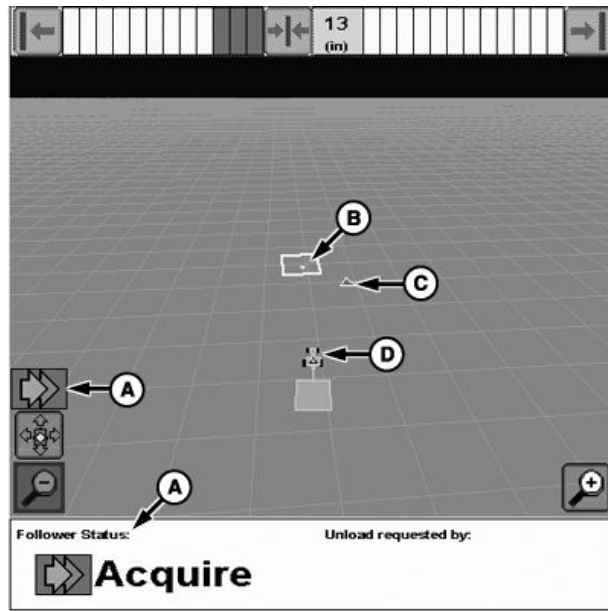 13
(in)
B
C
D
A
A
Follower Status:
Unload requested by:
Acquire